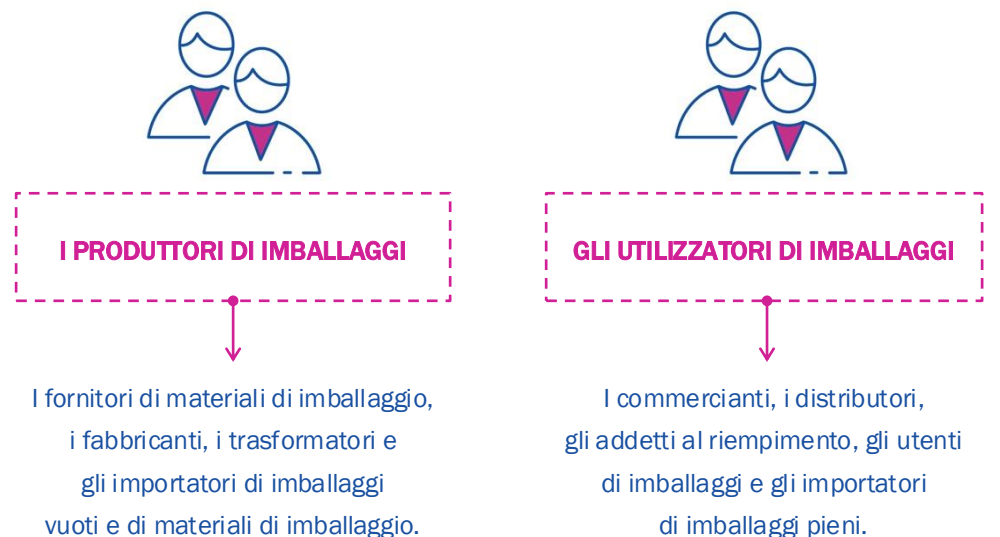 I PRODUTTORI DI IMBALLAGGI
I fornitori di materiali di imballaggio,
i fabbricanti, i trasformatori e
gli importatori di imballaggi
vuoti e di materiali di imballaggio.
GLI UTILIZZATORI DI IMBALLAGGI
I commercianti, i distributori,
gli addetti al riempimento, gli utenti
di imballaggi e gli importatori
di imballaggi pieni.